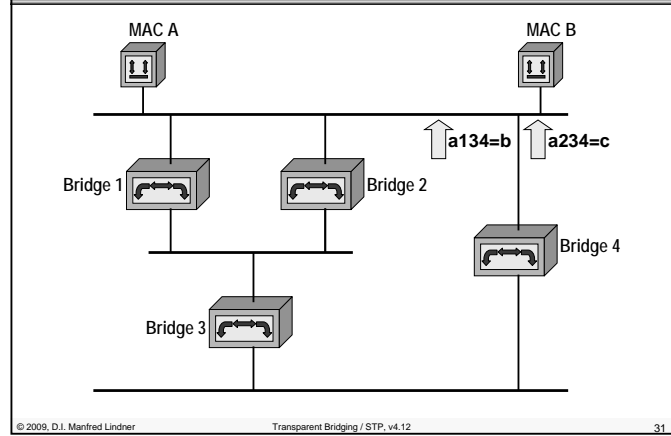 MAC A
MAC B
a134=b
a234=c
Bridge 1
Bridge 2
Bridge 4
Bridge 3
© 2009, D.I. Manfred Lindner
Transparent Bridging / STP, v4.12
31